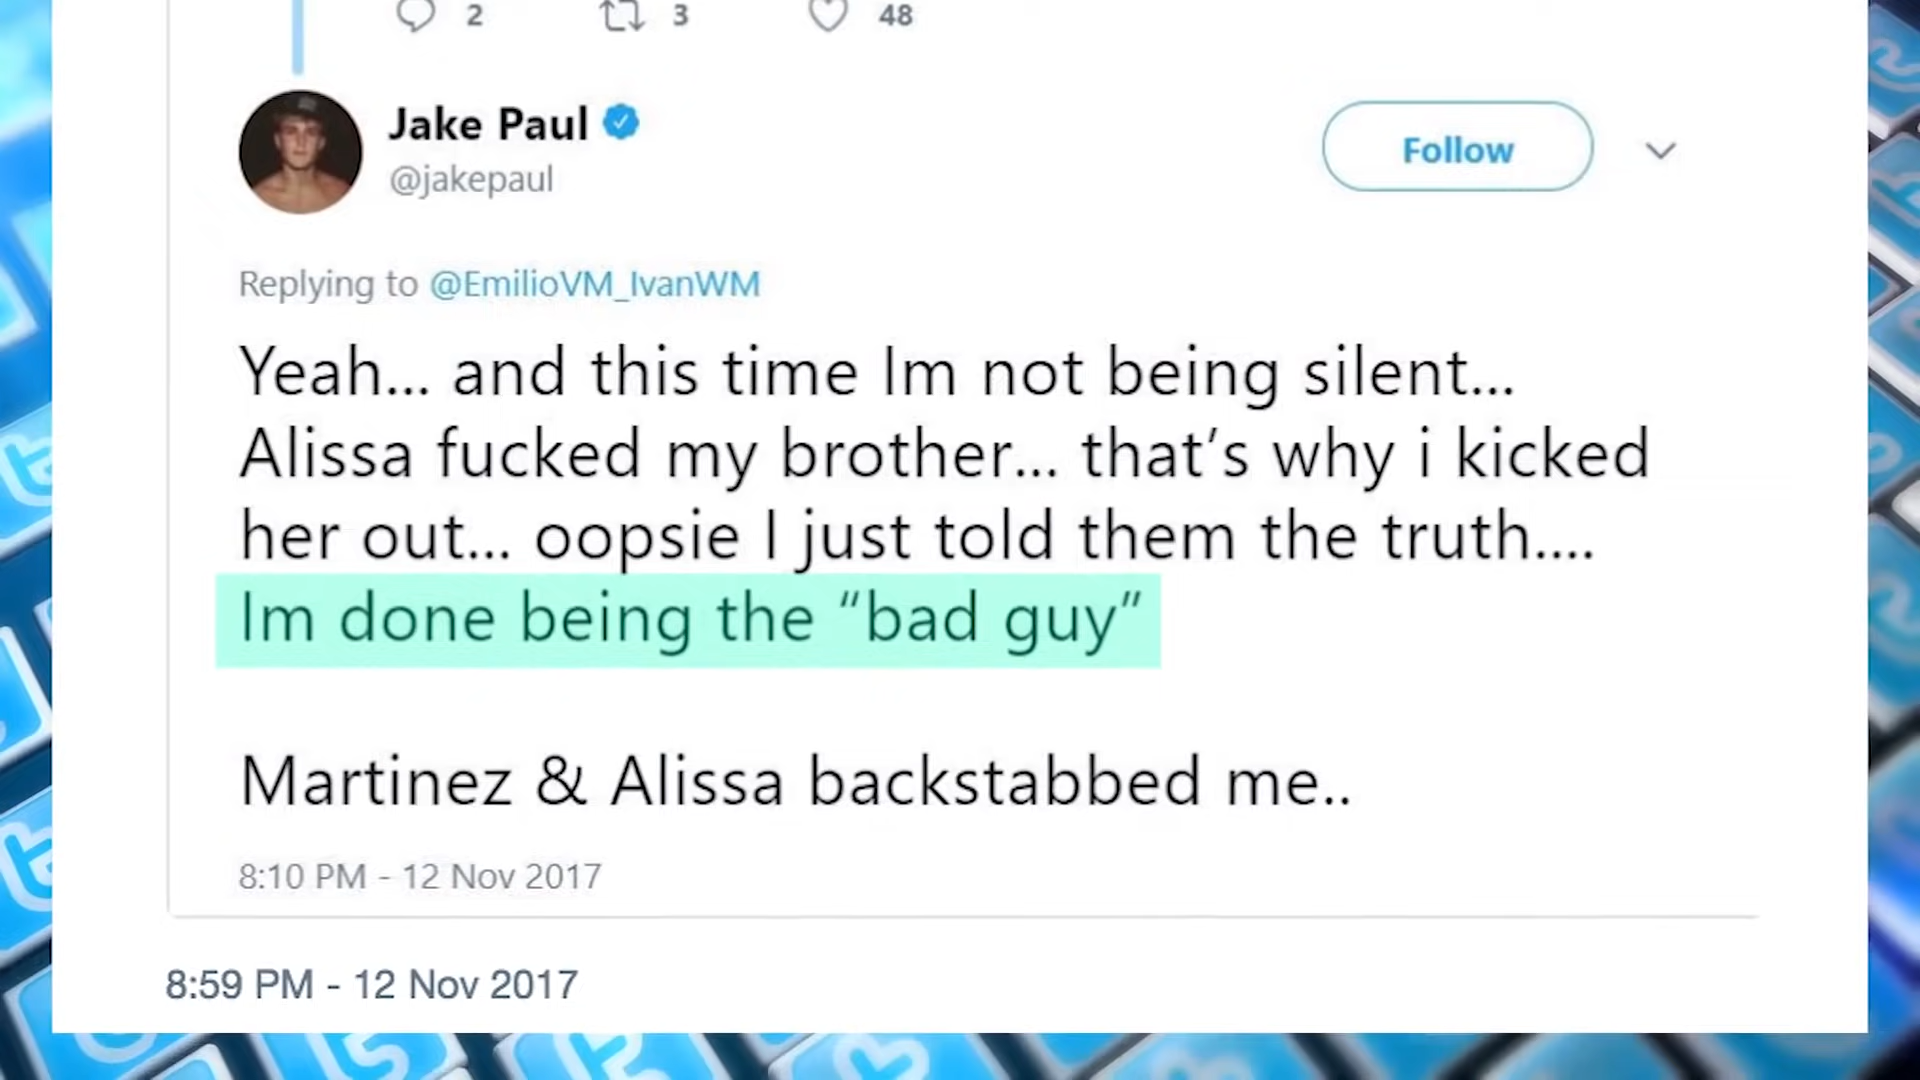 2 3 48
Jake Paul
@jakepaul
Follow
Replying to @EmilioVM_IvanWM
Yeah... and this time Im not being silent...
Alissa fucked my brother... that’s why i kicked
her out... oopsie I just told them the truth....
Im done being the “bad guy”
Martinez & Alissa backstabbed me..
8:10 PM - 12 Nov 2017
8:59 PM - 12 Nov 2017